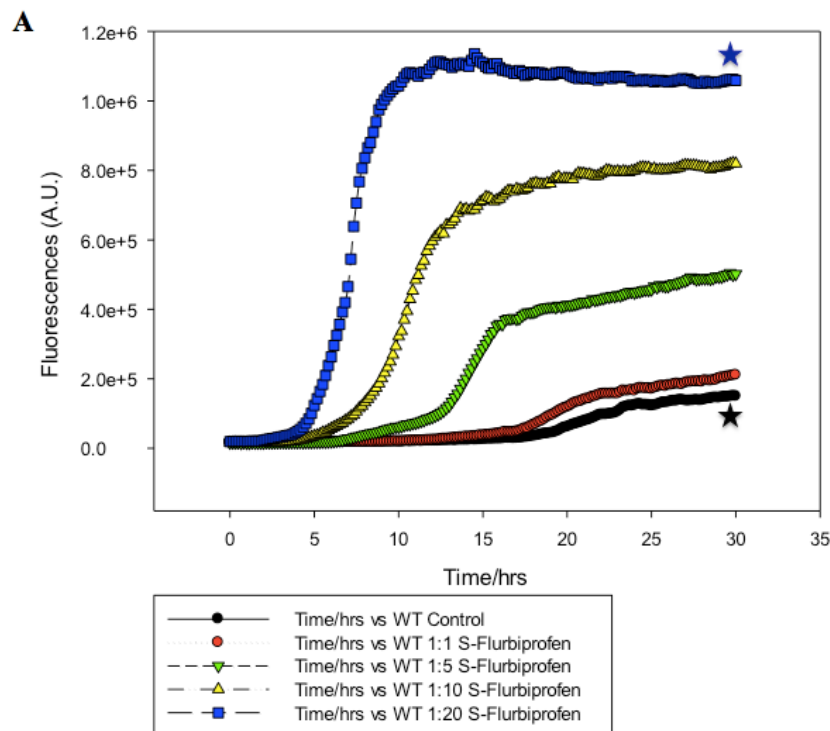 A
1.2e+6
1.0e+6
8.0e+5
6.0e+5
4.0e+5
2.0e+5
0.0
Fluorescences (A.U.)
0 5 10 15 20 25 30 35
Time/hrs
Time/hrs vs WT Control
Time/hrs vs WT 1:1 S-Flurbiprofen
Time/hrs vs WT 1:5 S-Flurbiprofen
Time/hrs vs WT 1:10 S-Flurbiprofen
Time/hrs vs WT 1:20 S-Flurbiprofen